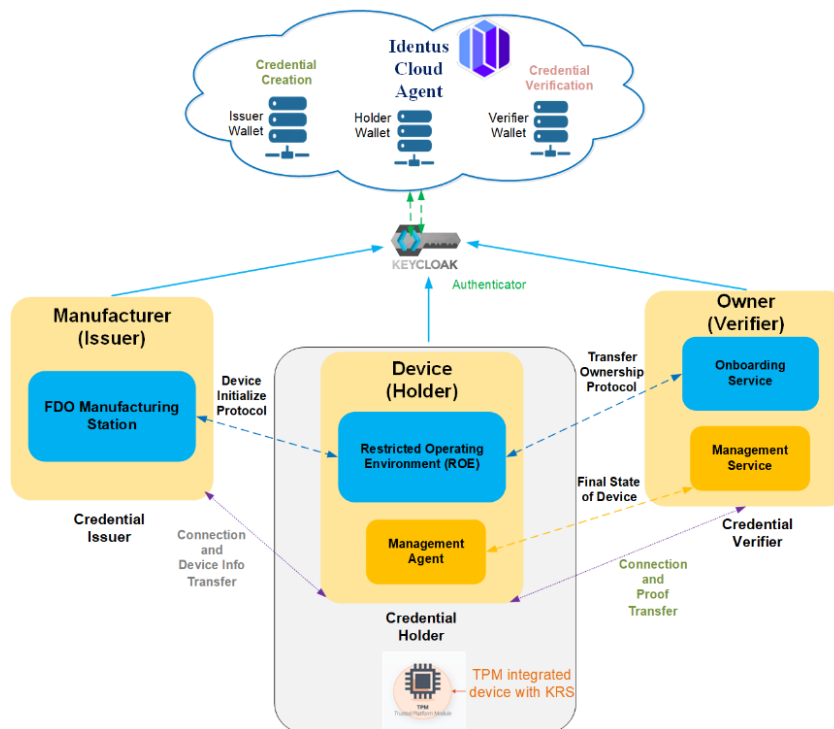 Identus
Cloud
Agent
Credential
Creation
Credential
Verification
Issuer
Wallet
Holder
Wallet
Verifier
Wallet
KEYCLOAK
Authenticator
Manufacturer
(Issuer)
FDO Manufacturing
Station
Credential
Issuer
Device
Initialize
Protocol
Connection
and
Device Info
Transfer
Device
(Holder)
Restricted Operating
Environment (ROE)
Management
Agent
Credential
Holder
TPM
Trusted Platform Module
TPM integrated
device with KRS
Transfer
Ownership
Protocol
Final State
of Device
Owner
(Verifier)
Onboarding
Service
Management
Service
Credential
Verifier
Connection
and
Proof
Transfer